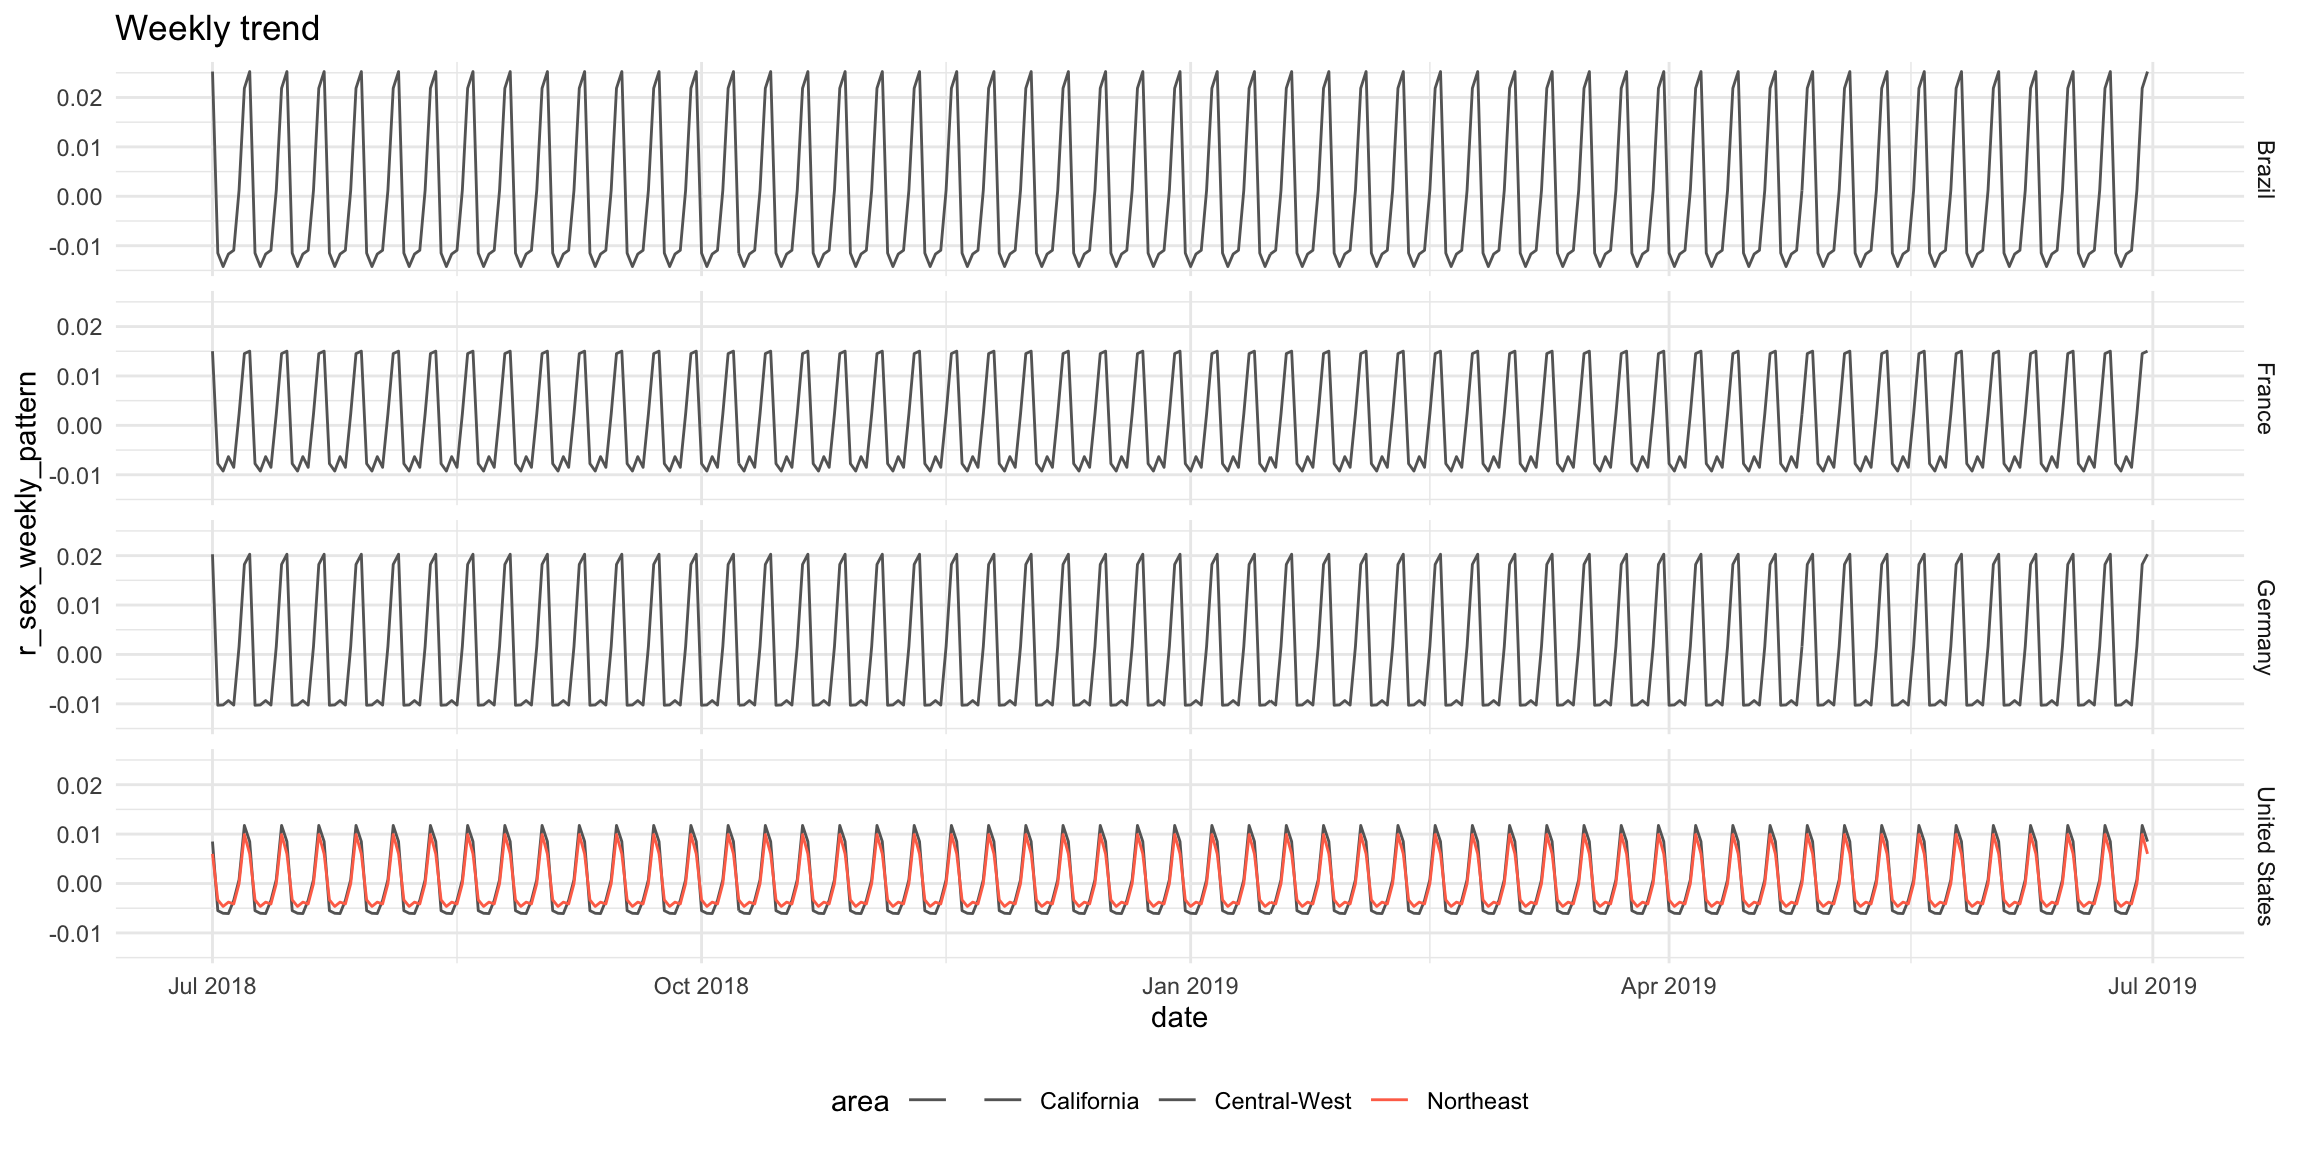 Weekly trend
r_sex_weekly_pattern
0.02
0.01
0.00
-0.01
Brazil
0.02
0.01
0.00
-0.01
France
0.02
0.01
0.00
-0.01
Germany
0.02
0.01
0.00
-0.01
United States
Jul 2018 Oct 2018 Jan 2019 Apr 2019 Jul 2019
date
area California Central-West Northeast